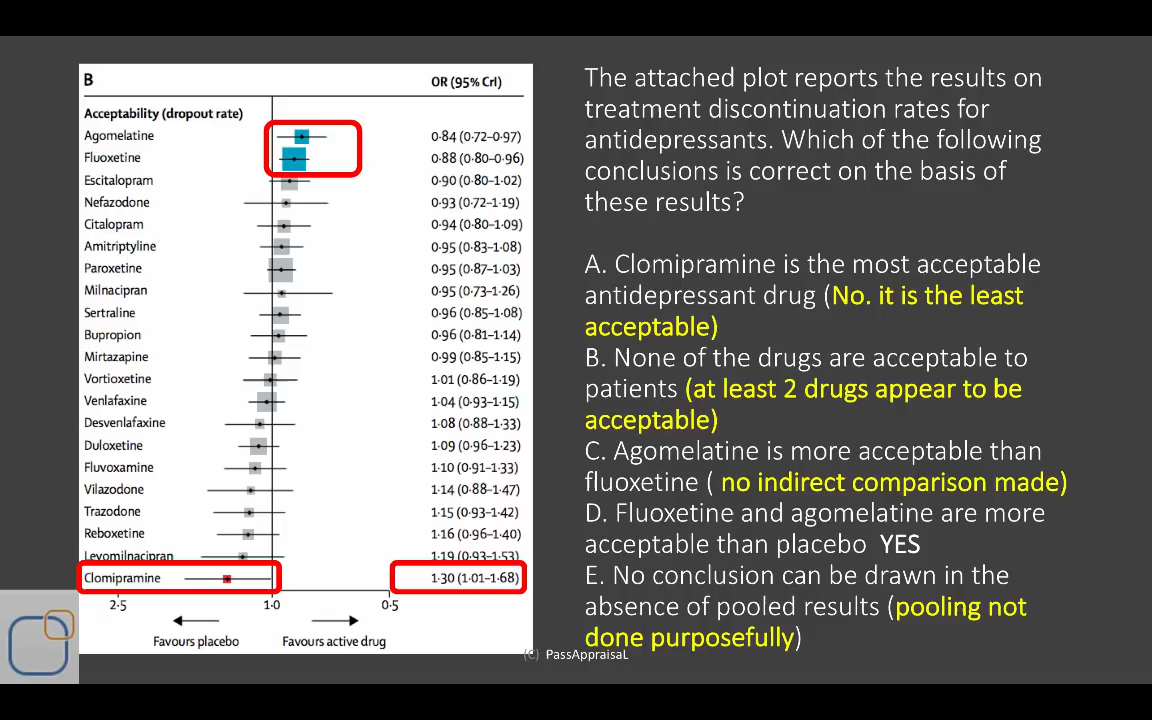 B
OR (95% CrI)
Acceptability (dropout rate)
Agomelatine 0·84 (0·72–0·97)
Fluoxetine 0·88 (0·80–0·96)
Escitalopram 0·90 (0·80–1·02)
Nefazodone 0·93 (0·72–1·19)
Citalopram 0·94 (0·80–1·09)
Amitriptyline 0·95 (0·83–1·08)
Paroxetine 0·95 (0·87–1·03)
Milnacipran 0·95 (0·73–1·26)
Sertraline 0·96 (0·85–1·08)
Bupropion 0·96 (0·81–1·14)
Mirtazapine 0·99 (0·85–1·15)
Vortioxetine 1·01 (0·86–1·19)
Venlafaxine 1·04 (0·93–1·15)
Desvenlafaxine 1·08 (0·88–1·33)
Duloxetine 1·09 (0·96–1·23)
Fluvoxamine 1·10 (0·91–1·33)
Vilazodone 1·14 (0·88–1·47)
Trazodone 1·15 (0·93–1·42)
Reboxetine 1·16 (0·96–1·40)
Levomilnacipran 1·19 (0·93–1·53)
Clomipramine 1·30 (1·01–1·68)
2·5 1·0 0·5
Favours placebo Favours active drug
The attached plot reports the results on
treatment discontinuation rates for
antidepressants. Which of the following
conclusions is correct on the basis of
these results?
A. Clomipramine is the most acceptable
antidepressant drug (No. it is the least
acceptable)
B. None of the drugs are acceptable to
patients (at least 2 drugs appear to be
acceptable)
C. Agomelatine is more acceptable than
fluoxetine ( no indirect comparison made)
D. Fluoxetine and agomelatine are more
acceptable than placebo YES
E. No conclusion can be drawn in the
absence of pooled results (pooling not
done purposefully)
(C) PassAppraisaL